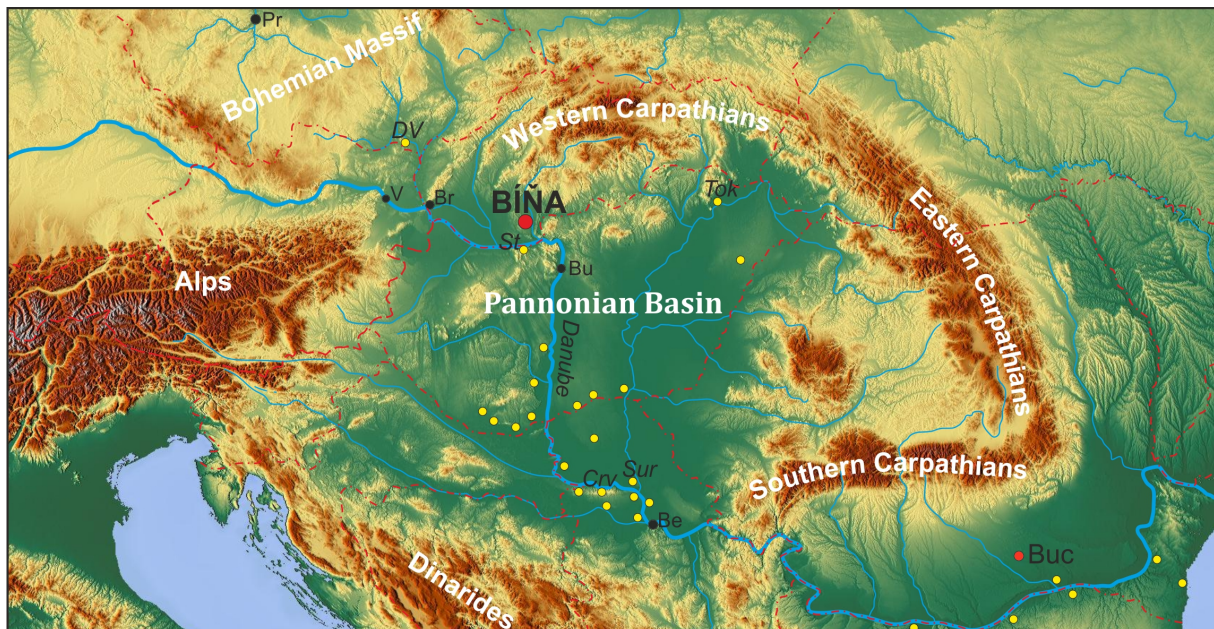 Pr
Bohemian Massif
Western Carpathians
DV
Tok
V
Br
BÍŇA
St
Bu
Eastern Carpathians
Alps
Pannonian Basin
Danube
Southern Carpathians
Crv
Sur
Be
Buc
Dinarides